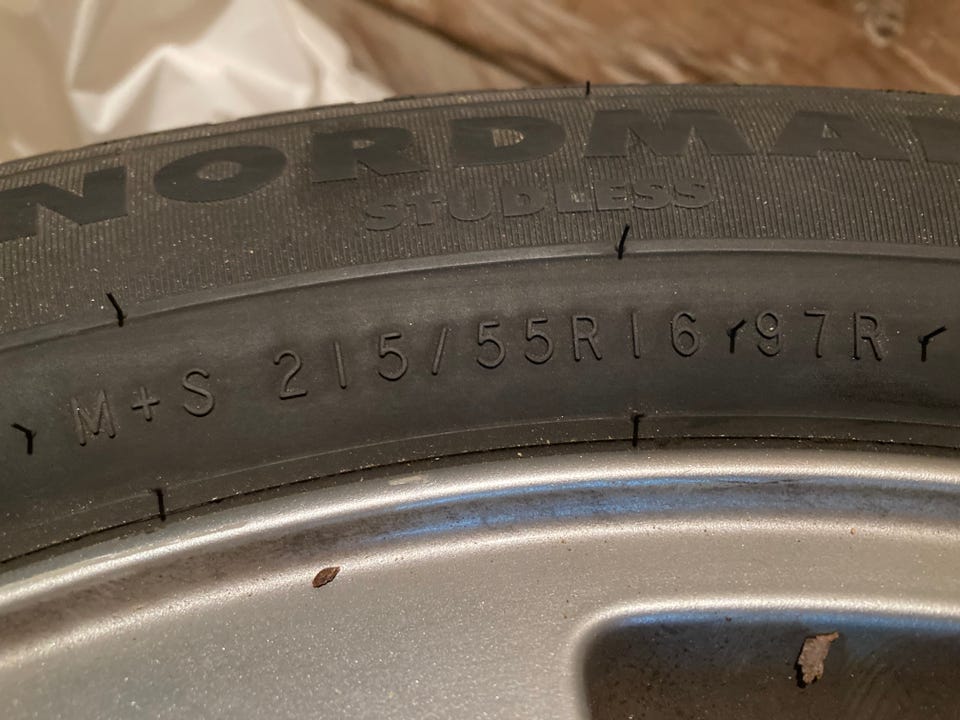 NORDMA
STUDLESS
M+S 215/55R16 97R